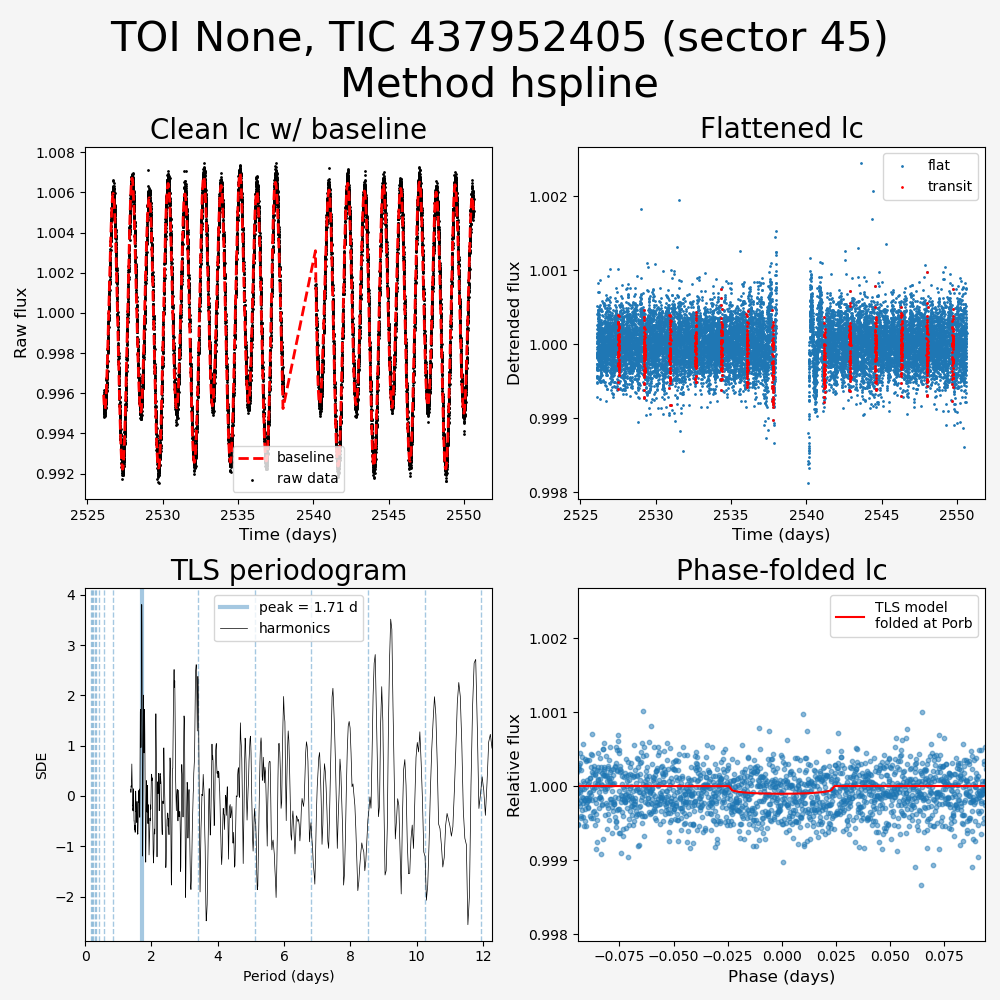 TOI None, TIC 437952405 (sector 45)
Method hspline
Clean lc w/ baseline
1.008
1.006
1.004
1.002
1.000
0.998
0.996
0.994
0.992
Raw flux
baseline
raw data
2525
2530
2535
2540
2545
2550
Time (days)
Flattened lc
flat
transit
1.002
1.001
1.000
0.999
0.998
Detrended flux
2525
2530
2535
2540
2545
2550
Time (days)
TLS periodogram
peak = 1.71 d
harmonics
4
3
2
1
0
−1
−2
SDE
0
2
4
6
8
10
12
Period (days)
Phase-folded lc
TLS model
folded at Porb
1.002
1.001
1.000
0.999
0.998
Relative flux
−0.075
−0.050
−0.025
0.000
0.025
0.050
0.075
Phase (days)